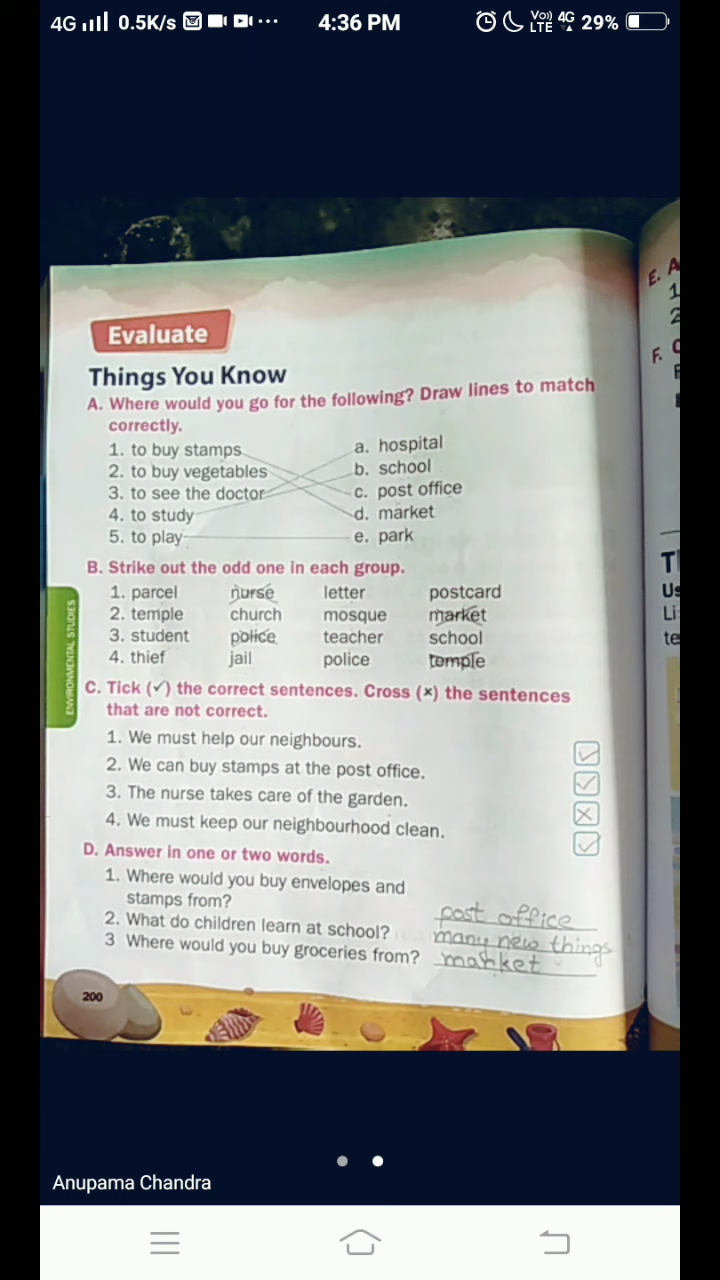 4G 0.5K/s ... 4:36 PM Vo) LTE 4G 29%
Evaluate
Things You Know
A. Where would you go for the following? Draw lines to match
correctly.
1. to buy stamps a. hospital
2. to buy vegetables b. school
3. to see the doctor c. post office
4. to study d. market
5. to play e. park
B. Strike out the odd one in each group.
1. parcel nurse letter postcard
2. temple church mosque market
3. student police teacher school
4. thief jail police temple
ENVIRONMENTAL STUDIES
C. Tick (✓) the correct sentences. Cross (×) the sentences
that are not correct.
1. We must help our neighbours. ✓
2. We can buy stamps at the post office. ✓
3. The nurse takes care of the garden. ×
4. We must keep our neighbourhood clean. ✓
D. Answer in one or two words.
1. Where would you buy envelopes and
stamps from? post office
2. What do children learn at school? many new things
3 Where would you buy groceries from? market
200
E. A
1
2
F. C
Us
Li
te
Anupama Chandra